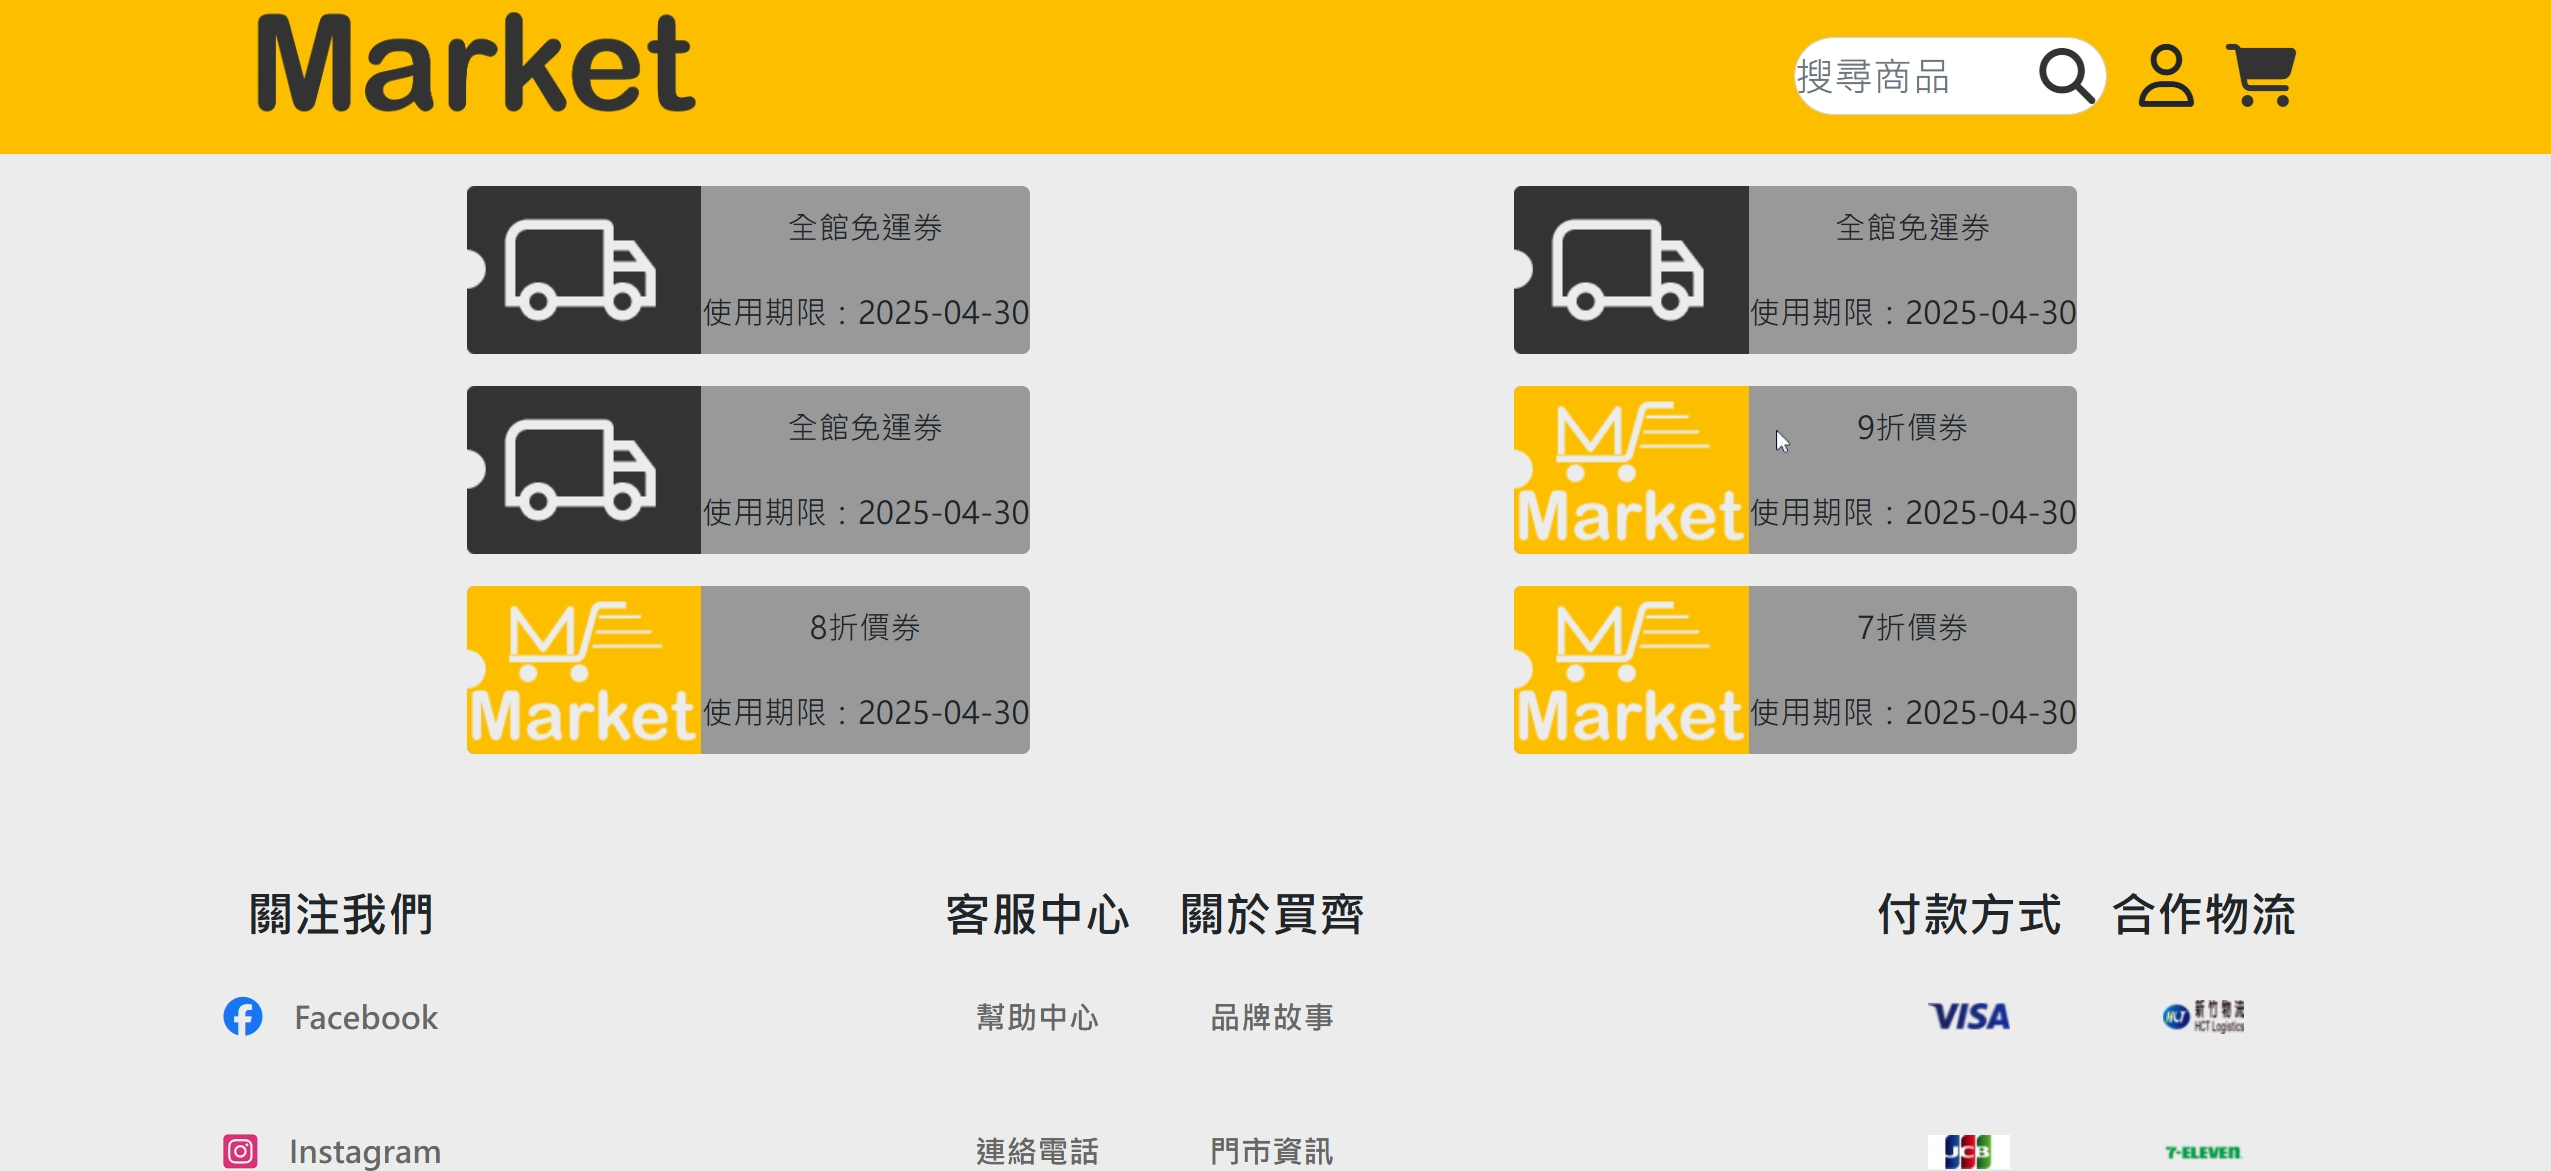 Market
搜尋商品
全館免運券
使用期限：2025-04-30
全館免運券
使用期限：2025-04-30
全館免運券
使用期限：2025-04-30
Market
9折價券
使用期限：2025-04-30
Market
8折價券
使用期限：2025-04-30
Market
7折價券
使用期限：2025-04-30
關注我們
客服中心
關於買齊
付款方式
合作物流
Facebook
幫助中心
品牌故事
VISA
HCT
新竹物流
HCT Logistics
Instagram
連絡電話
門市資訊
JCB
7-ELEVEN